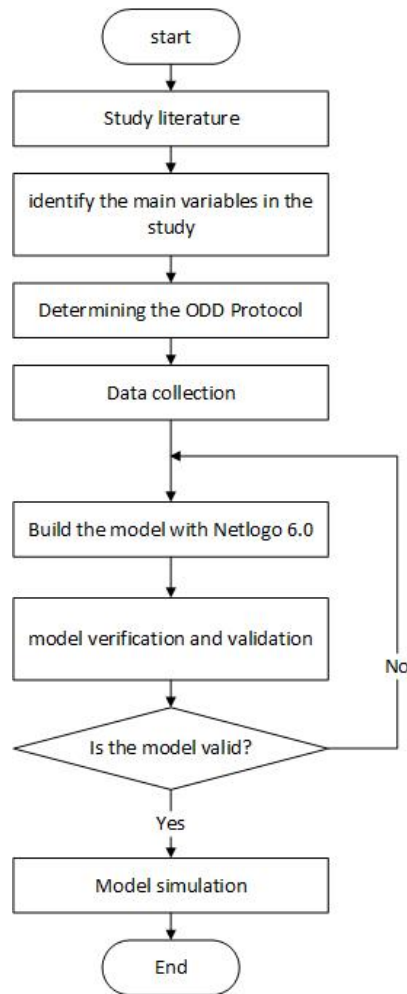 start
Study literature
identify the main variables in the
study
Determining the ODD Protocol
Data collection
Build the model with Netlogo 6.0
model verification and validation
No
Is the model valid?
Yes
Model simulation
End